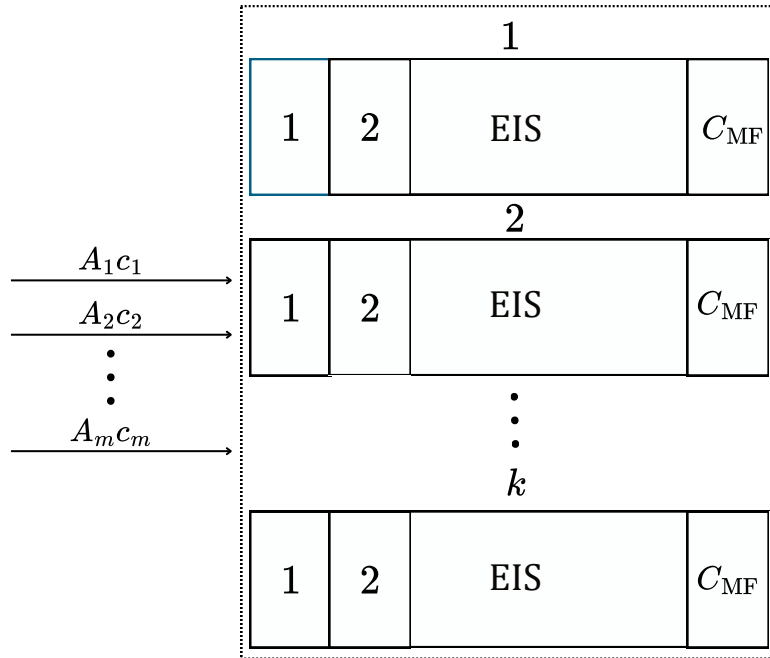 1
1 2 EIS C_MF
2
A_1c_1
1 2 EIS C_MF
A_2c_2
⋮
⋮
A_mc_m
k
1 2 EIS C_MF